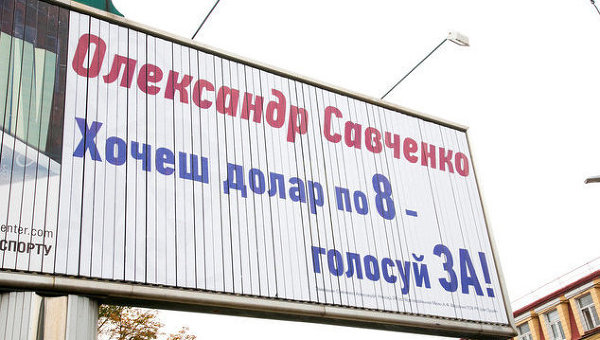 Олександр Савченко
Хочеш долар по 8 -
голосуй ЗА!
enter.com
СПОРТУ